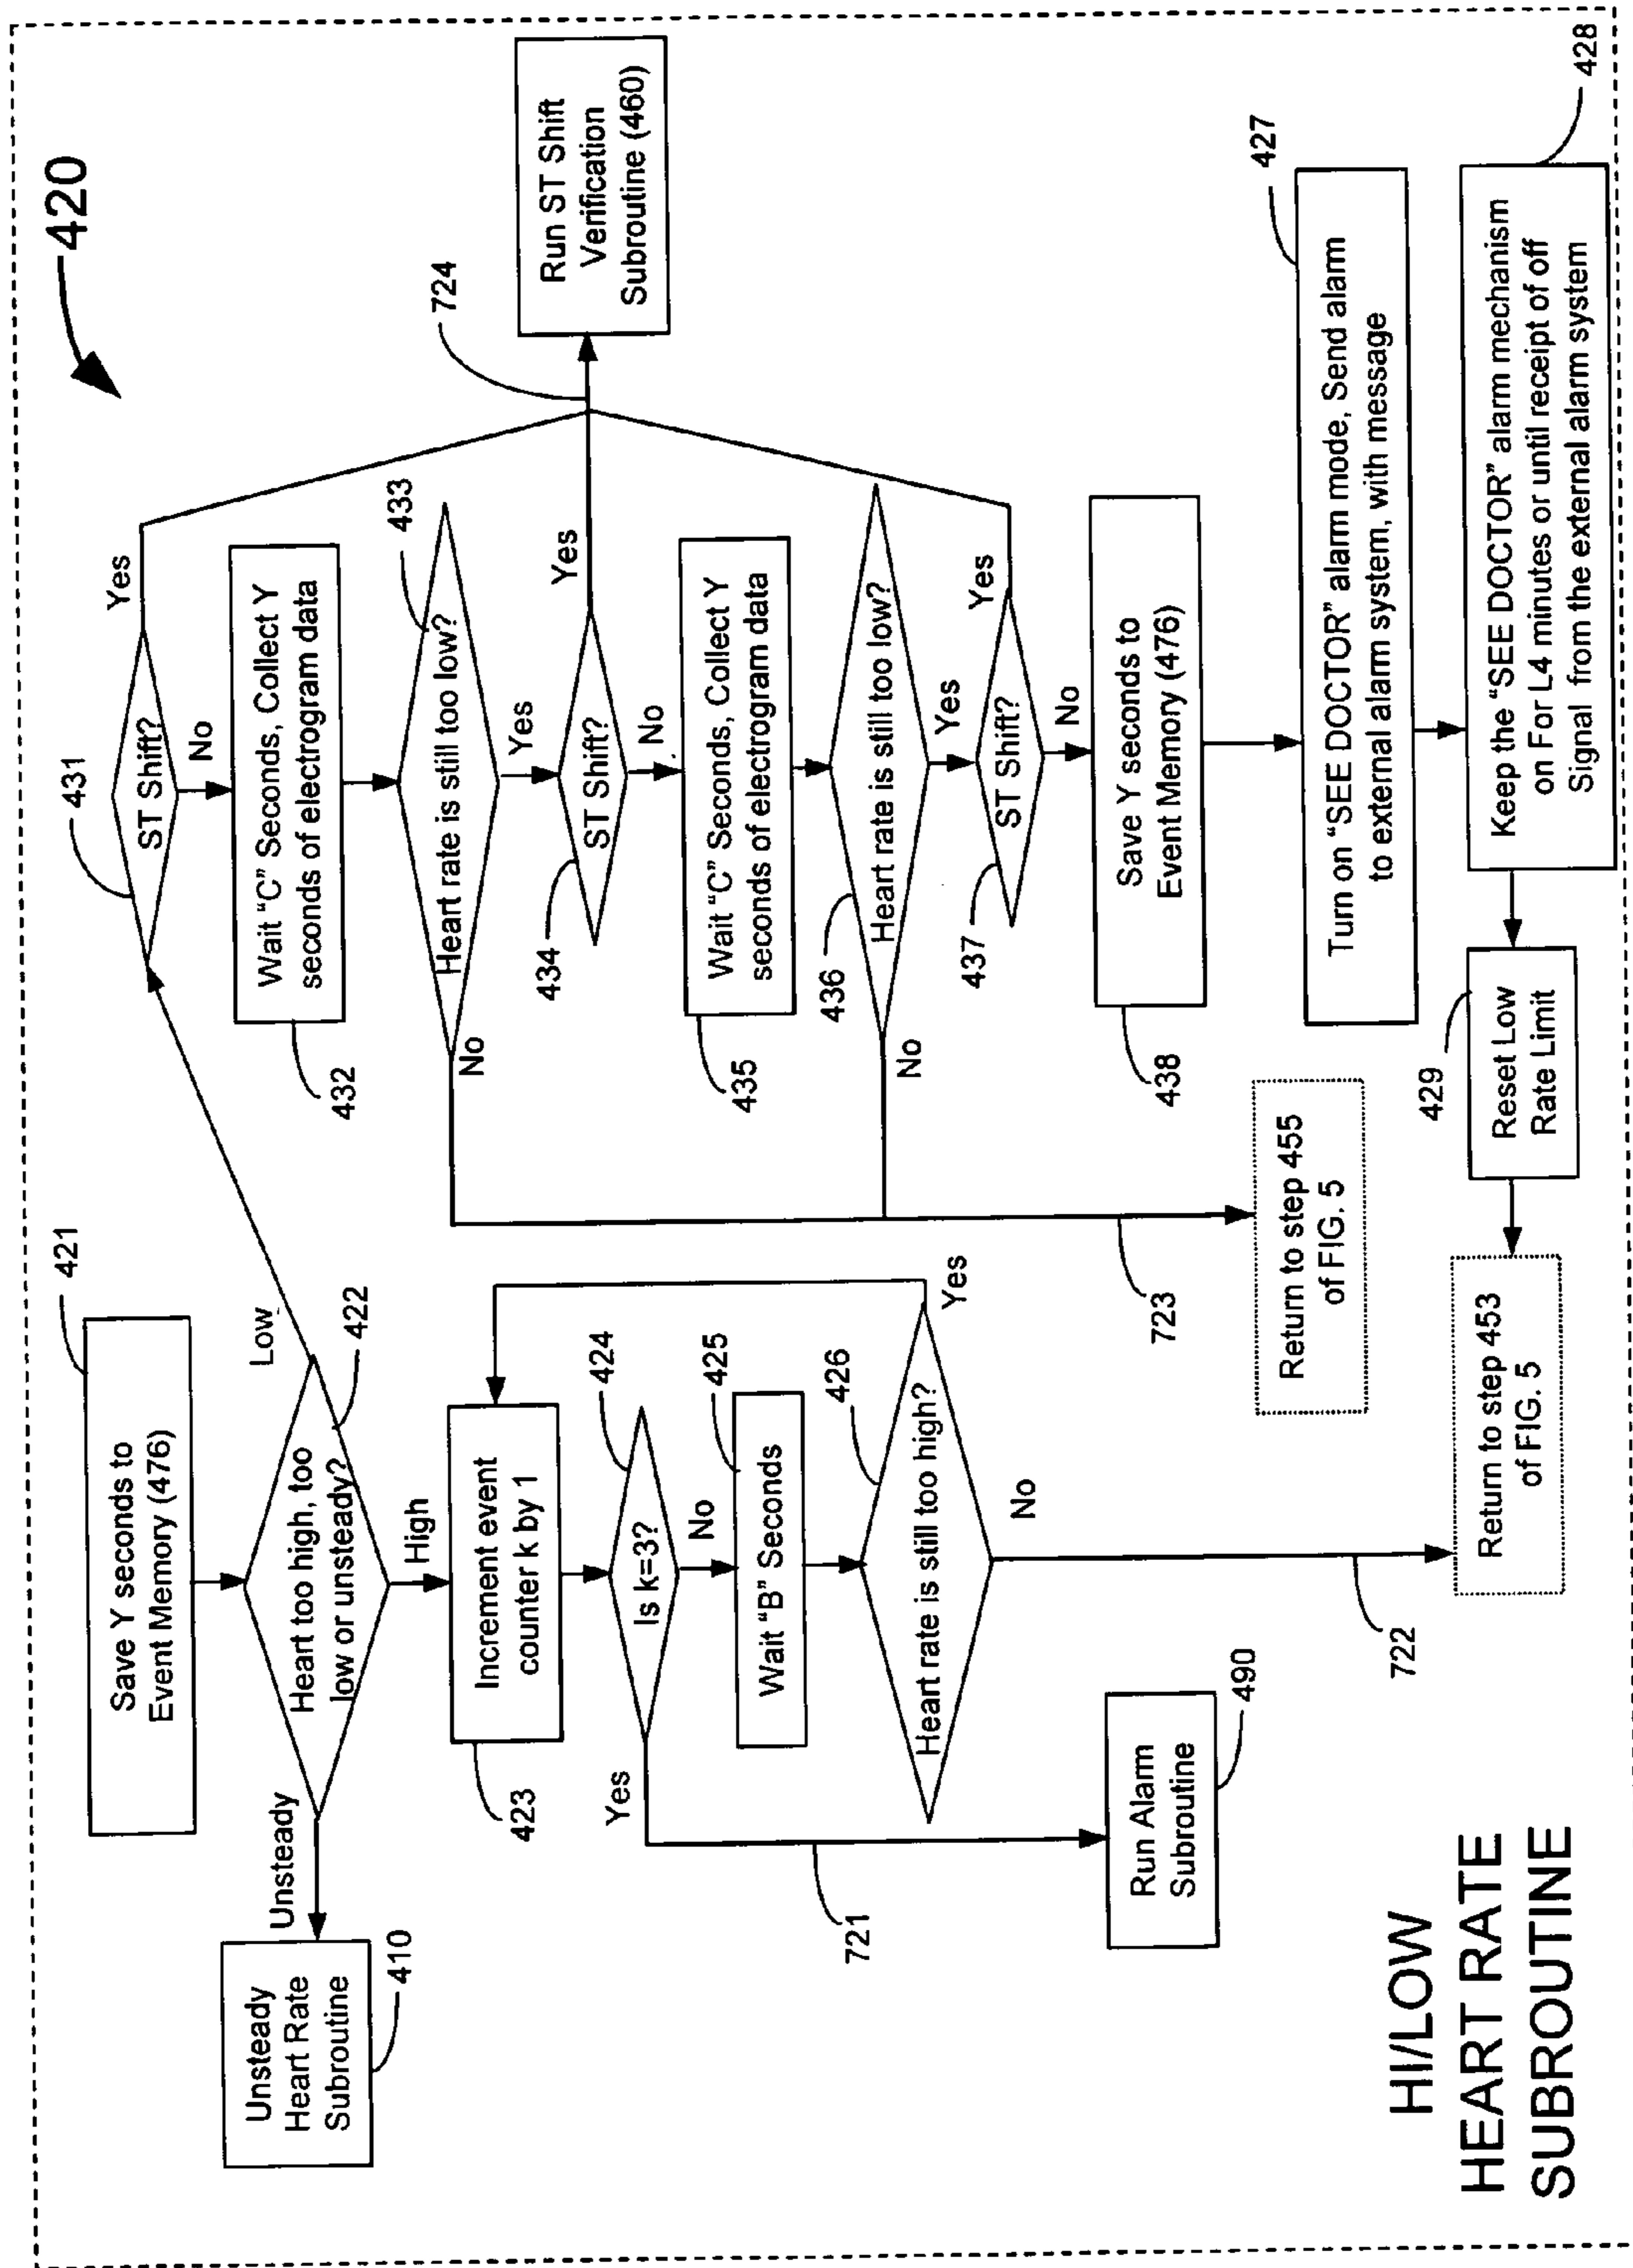 420
421
Save Y seconds to
Event Memory (476)
422
Heart too high, too
low or unsteady?
Unsteady
Low
High
Unsteady
Heart Rate
Subroutine
410
Increment event
counter k by 1
423
424
Is k=3?
Yes
No
425
Wait "B" Seconds
426
Heart rate is still too high?
Yes
No
721
Run Alarm
Subroutine
490
722
Return to step 453
of FIG. 5
431
ST Shift?
Yes
No
Wait "C" Seconds, Collect Y
seconds of electrogram data
432
433
Heart rate is still too low?
No
Yes
434
ST Shift?
Yes
No
Wait "C" Seconds, Collect Y
seconds of electrogram data
435
436
Heart rate is still too low?
No
Yes
437
ST Shift?
Yes
No
724
Run ST Shift
Verification
Subroutine (460)
723
Return to step 455
of FIG. 5
Save Y seconds to
Event Memory (476)
438
427
Turn on "SEE DOCTOR" alarm mode, Send alarm
to external alarm system, with message
428
Keep the "SEE DOCTOR" alarm mechanism
on For L4 minutes or until receipt of off
Signal from the external alarm system
429
Reset Low
Rate Limit
HI/LOW
HEART RATE
SUBROUTINE